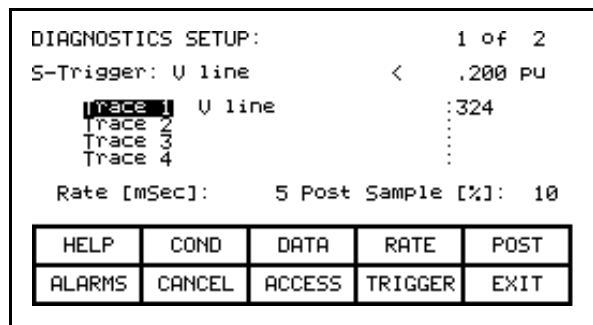 DIAGNOSTICS SETUP: 1 of 2
S-Trigger: V line < .200 pu
Trace 1 V line :324
Trace 2 :
Trace 3 :
Trace 4 :
Rate [mSec]: 5 Post Sample [%]: 10
HELP COND DATA RATE POST
ALARMS CANCEL ACCESS TRIGGER EXIT